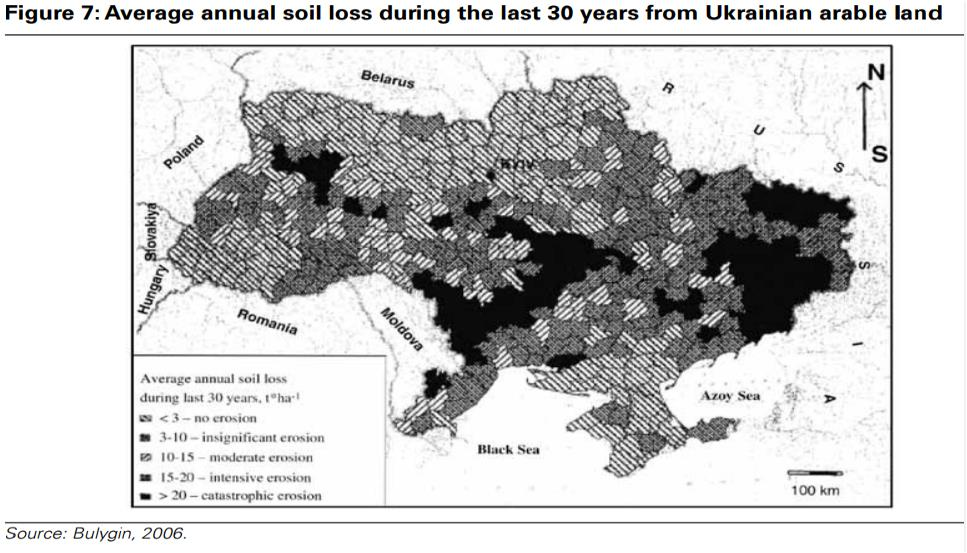 Figure 7: Average annual soil loss during the last 30 years from Ukrainian arable land
Belarus
N
R
U
S
S
I
A
S
Poland
Kyiv
Slovakiya
Hungary
Romania
Moldova
Azoy Sea
Black Sea
Average annual soil loss
during last 30 years, t°ha-1
< 3 – no erosion
3-10 – insignificant erosion
10-15 – moderate erosion
15-20 – intensive erosion
> 20 – catastrophic erosion
100 km
Source: Bulygin, 2006.